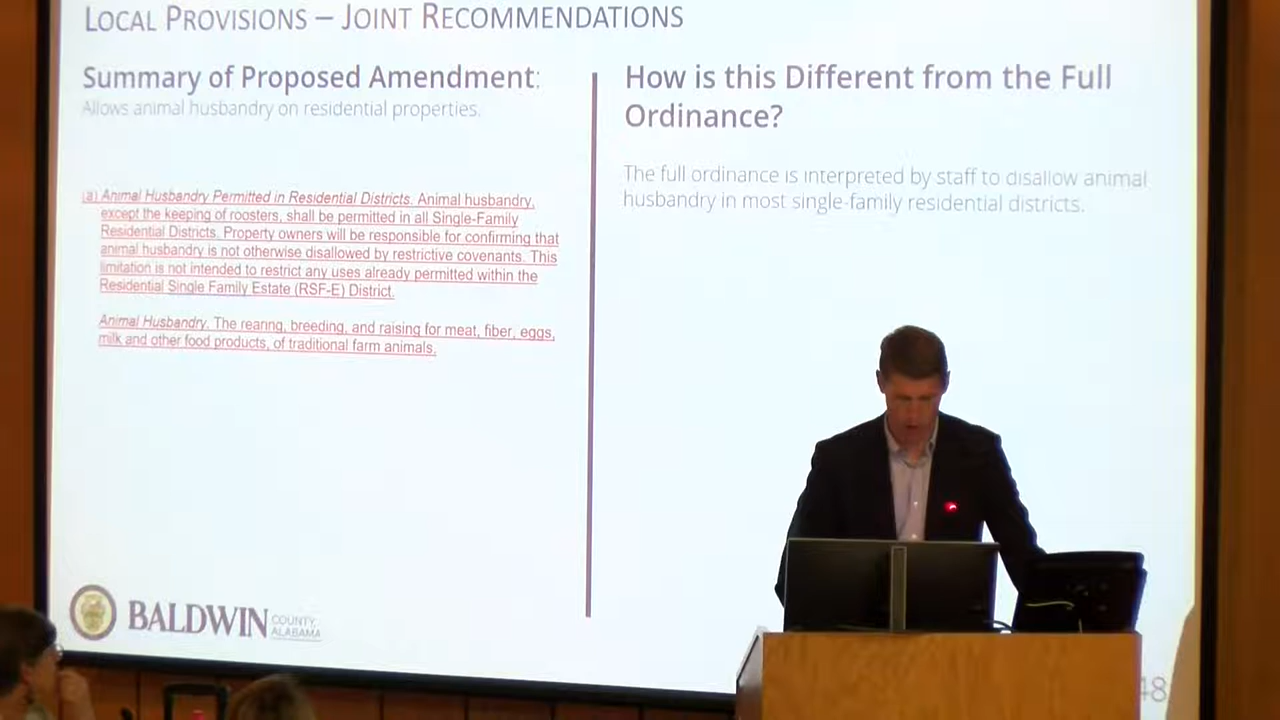 LOCAL PROVISIONS – JOINT RECOMMENDATIONS
Summary of Proposed Amendment:
Allows animal husbandry on residential properties.
(a) Animal Husbandry Permitted in Residential Districts. Animal husbandry,
except the keeping of roosters, shall be permitted in all Single-Family
Residential Districts. Property owners will be responsible for confirming that
animal husbandry is not otherwise disallowed by restrictive covenants. This
limitation is not intended to restrict any uses already permitted within the
Residential Single Family Estate (RSF-E) District.
Animal Husbandry. The rearing, breeding, and raising for meat, fiber, eggs,
milk and other food products, of traditional farm animals.
How is this Different from the Full
Ordinance?
The full ordinance is interpreted by staff to disallow animal
husbandry in most single-family residential districts.
BALDWIN COUNTY,
ALABAMA
48